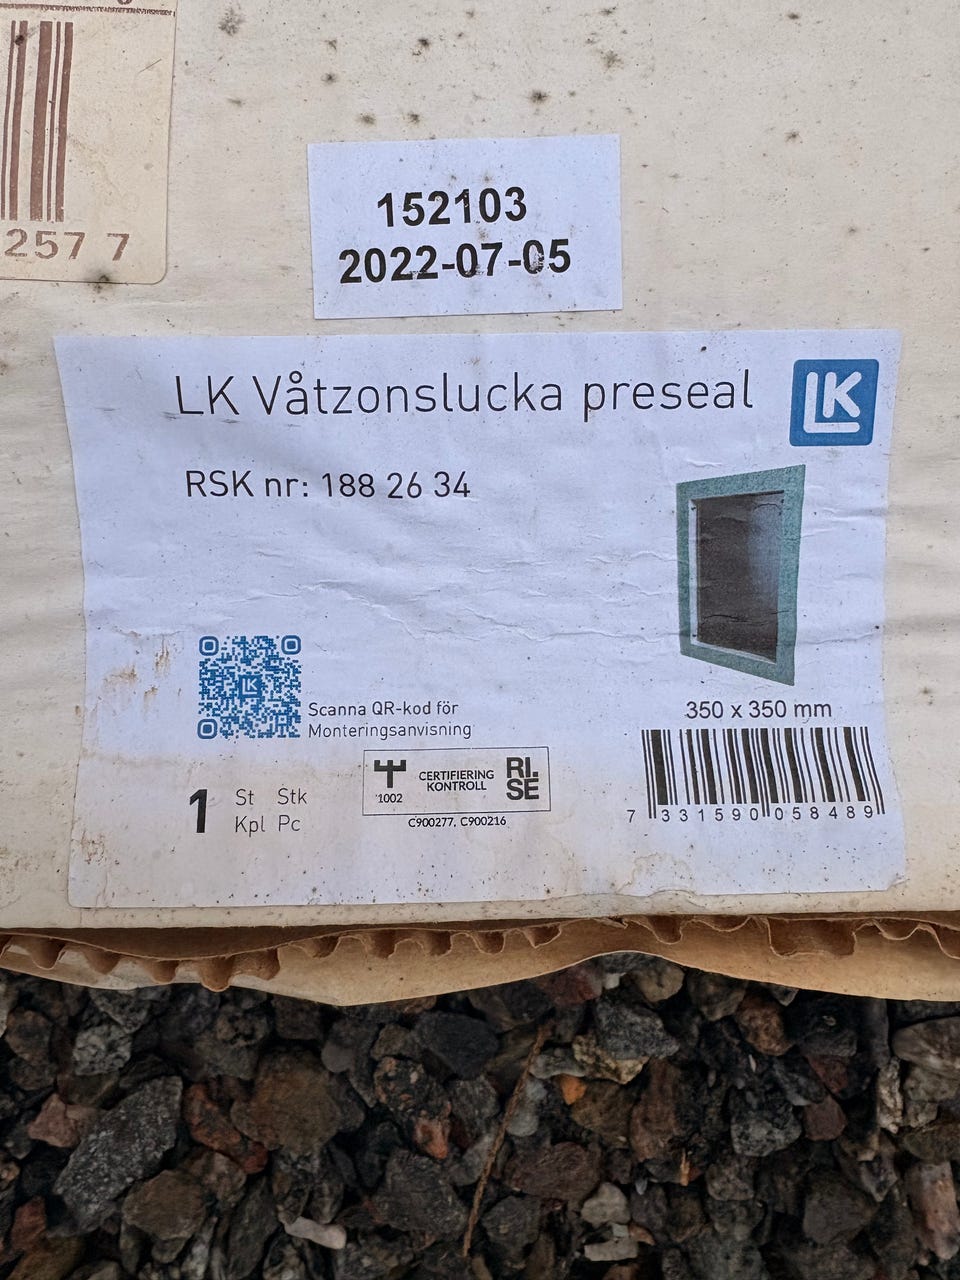 257 7
152103
2022-07-05
LK Våtzonslucka preseal
LK
RSK nr: 188 26 34
Scanna QR-kod för
Monteringsanvisning
350 x 350 mm
1 St Stk
Kpl Pc
1002
CERTIFIERING
KONTROLL
RI.
SE
C900277, C900216
7 331590 058489